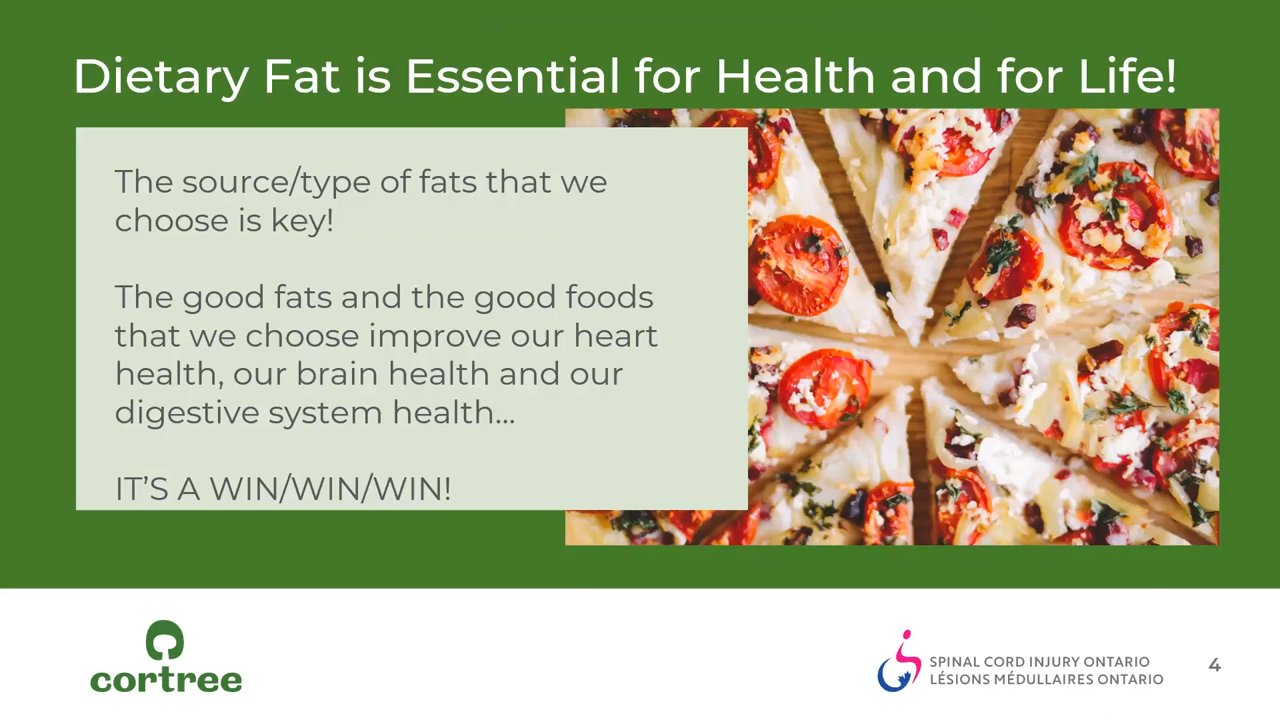 Dietary Fat is Essential for Health and for Life!
The source/type of fats that we
choose is key!
The good fats and the good foods
that we choose improve our heart
health, our brain health and our
digestive system health...
IT’S A WIN/WIN/WIN!
cortree
SPINAL CORD INJURY ONTARIO
LÉSIONS MÉDULLAIRES ONTARIO
4